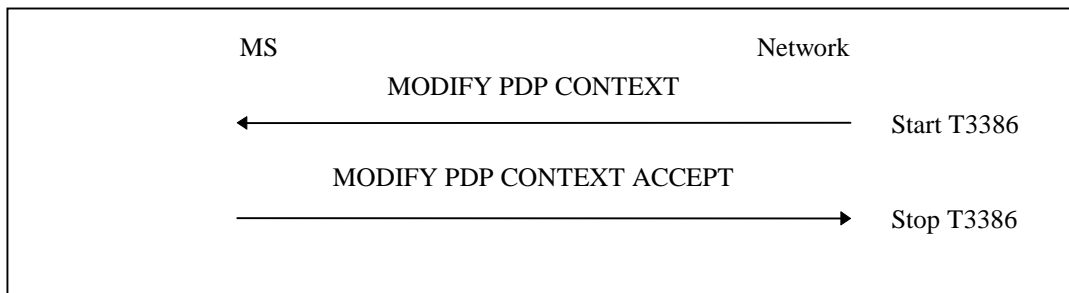 MS Network
MODIFY PDP CONTEXT
Start T3386
MODIFY PDP CONTEXT ACCEPT
Stop T3386